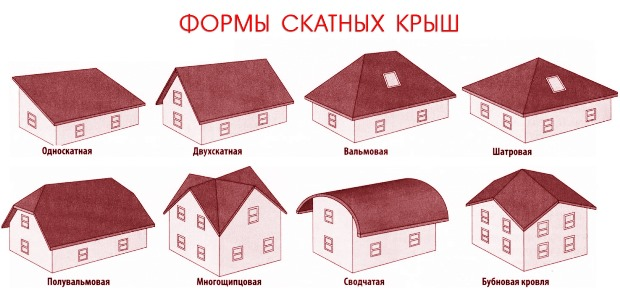 ФОРМЫ СКАТНЫХ КРЫШ
Односкатная
Двухскатная
Вальмовая
Шатровая
Полувальмовая
Многощипцовая
Сводчатая
Бубновая кровля